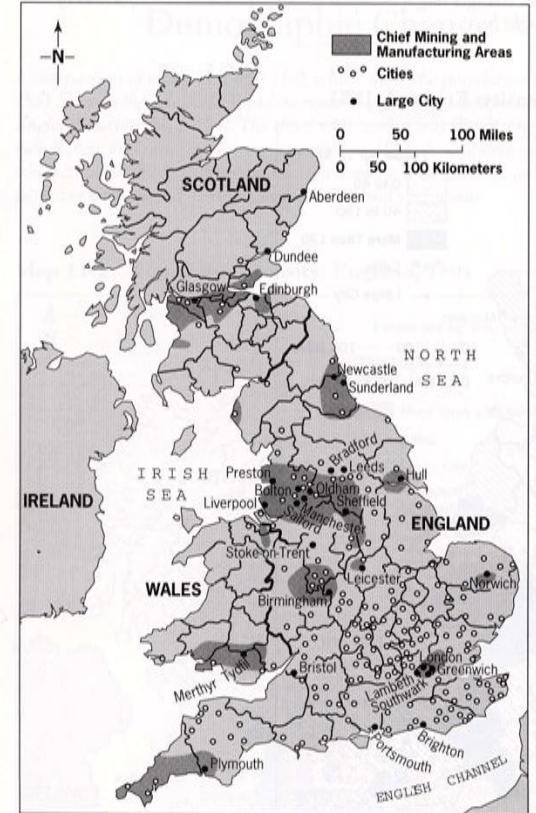 -N-
Chief Mining and
Manufacturing Areas
Cities
Large City
0 50 100 Miles
0 50 100 Kilometers
SCOTLAND
Aberdeen
Dundee
Glasgow
Edinburgh
NORTH
SEA
Newcastle
Sunderland
Bradford
Leeds
Preston
Hull
IRISH
SEA
Bolton
Oldham
Liverpool
Sheffield
Manchester
Salford
IRELAND
ENGLAND
Stoke-on-Trent
WALES
Leicester
Norwich
Birmingham
London
Greenwich
Merthyr Tydfil
Bristol
Lambeth
Southwark
Portsmouth
Brighton
Plymouth
ENGLISH CHANNEL